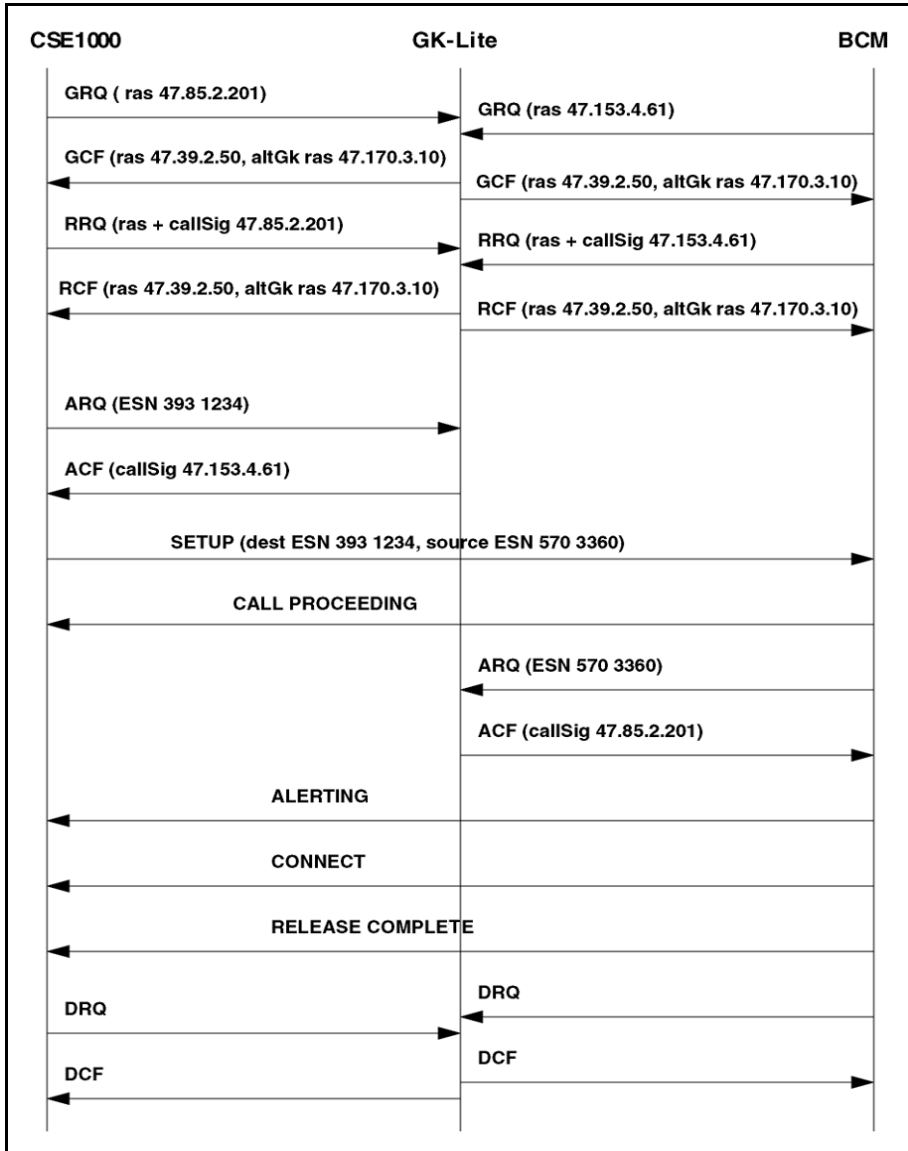 CSE1000 GK-Lite BCM
GRQ ( ras 47.85.2.201)
GRQ (ras 47.153.4.61)
GCF (ras 47.39.2.50, altGk ras 47.170.3.10)
GCF (ras 47.39.2.50, altGk ras 47.170.3.10)
RRQ (ras + callSig 47.85.2.201)
RRQ (ras + callSig 47.153.4.61)
RCF (ras 47.39.2.50, altGk ras 47.170.3.10)
RCF (ras 47.39.2.50, altGk ras 47.170.3.10)
ARQ (ESN 393 1234)
ACF (callSig 47.153.4.61)
SETUP (dest ESN 393 1234, source ESN 570 3360)
CALL PROCEEDING
ARQ (ESN 570 3360)
ACF (callSig 47.85.2.201)
ALERTING
CONNECT
RELEASE COMPLETE
DRQ
DRQ
DCF
DCF